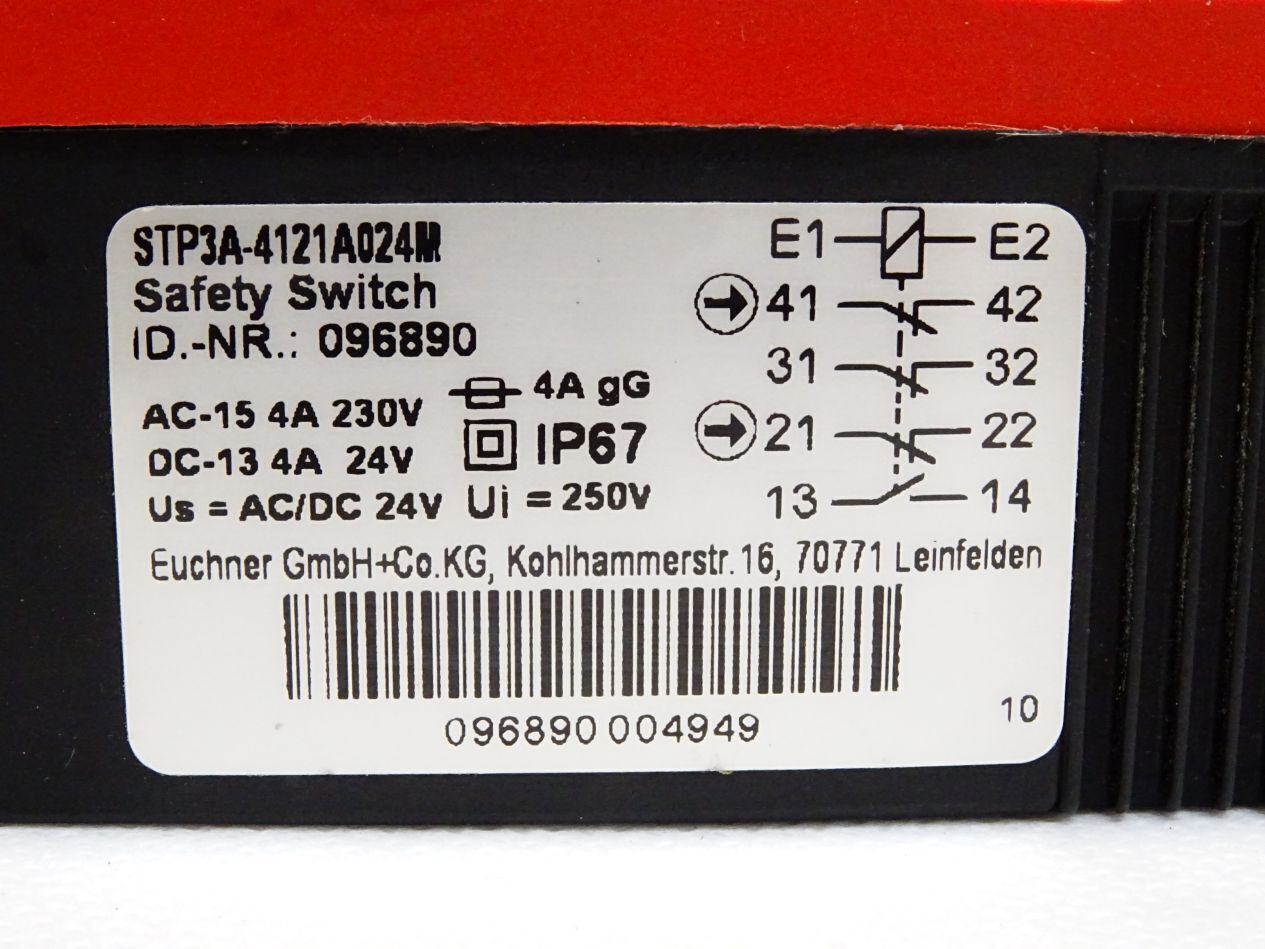 STP3A-4121A024M
Safety Switch
ID.-NR.: 096890
AC-15 4A 230V
DC-13 4A 24V
Us = AC/DC 24V
4A gG
IP67
Ui = 250V
E1 E2
41 42
31 32
21 22
13 14
Euchner GmbH+Co.KG, Kohlhammerstr.16, 70771 Leinfelden
096890 004949
10